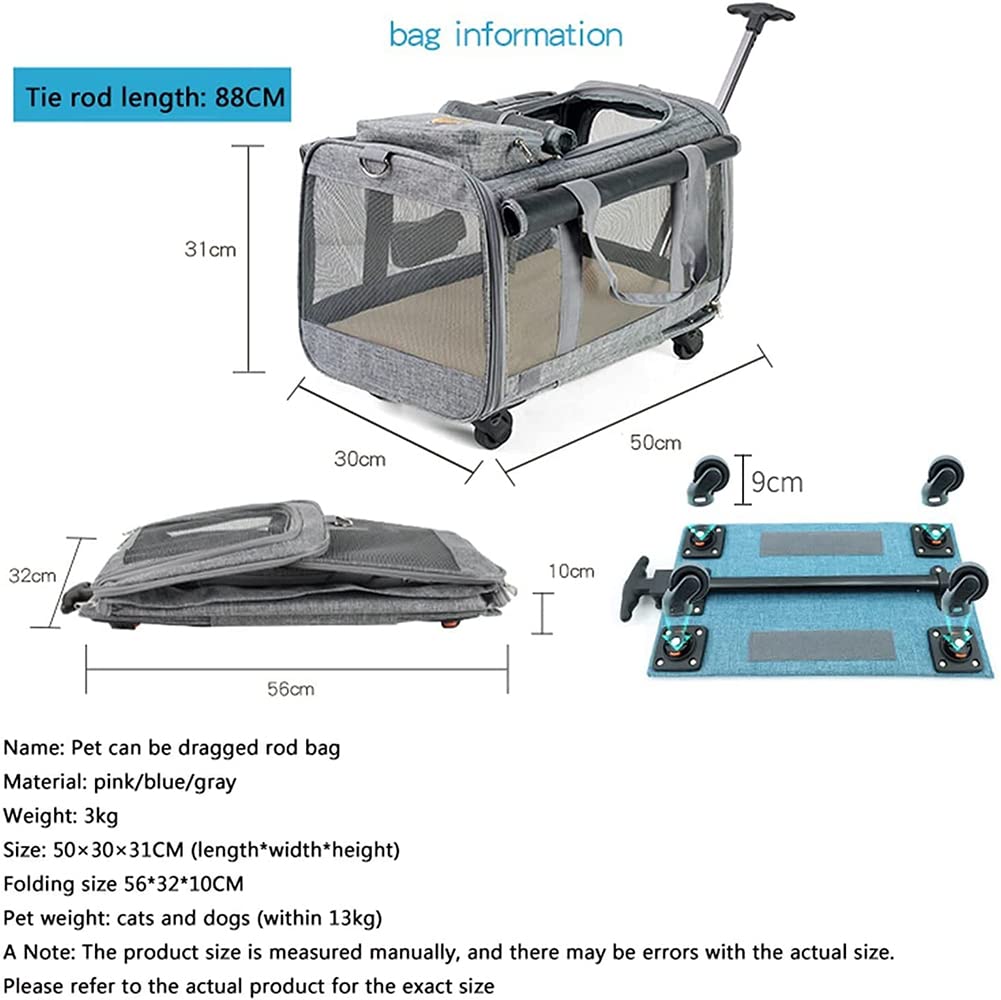 bag information
Tie rod length: 88CM
31cm
30cm
50cm
9cm
32cm
10cm
56cm
Name: Pet can be dragged rod bag
Material: pink/blue/gray
Weight: 3kg
Size: 50×30×31CM (length*width*height)
Folding size 56*32*10CM
Pet weight: cats and dogs (within 13kg)
A Note: The product size is measured manually, and there may be errors with the actual size.
Please refer to the actual product for the exact size